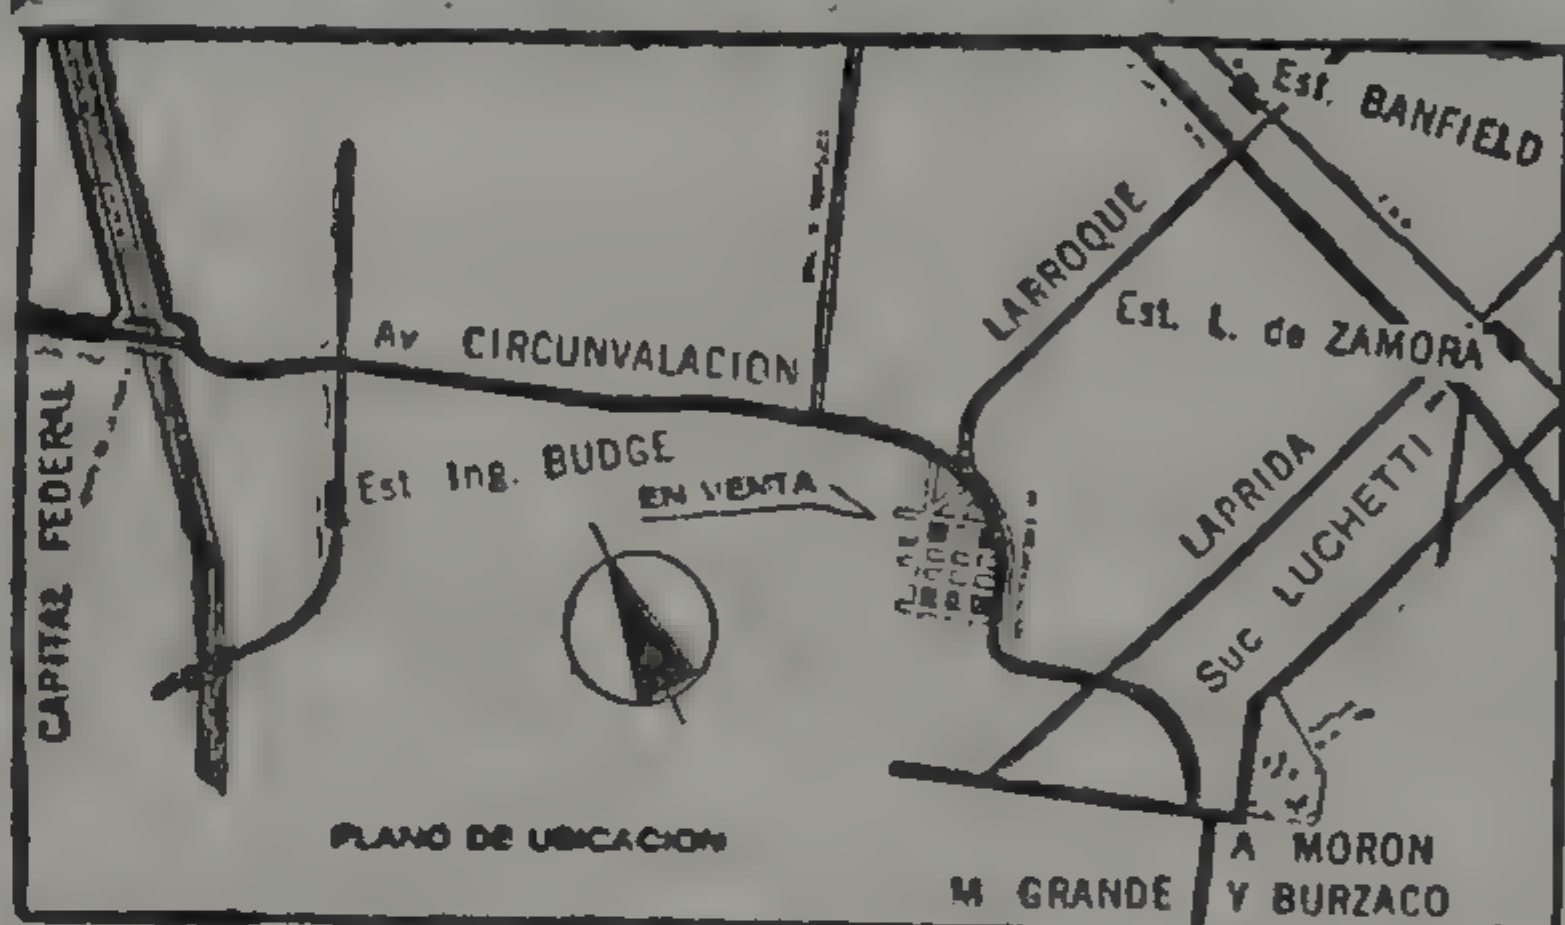 Est. BANFIELD
LARROQUE
Est. L. de ZAMORA
Av CIRCUNVALACION
Est Ing. BUDGE
EN VENTA
CAPITAL FEDERAL
LAPRIDA
Suc LUCHETTI
PLANO DE UBICACION
A MORON
M GRANDE Y BURZACO